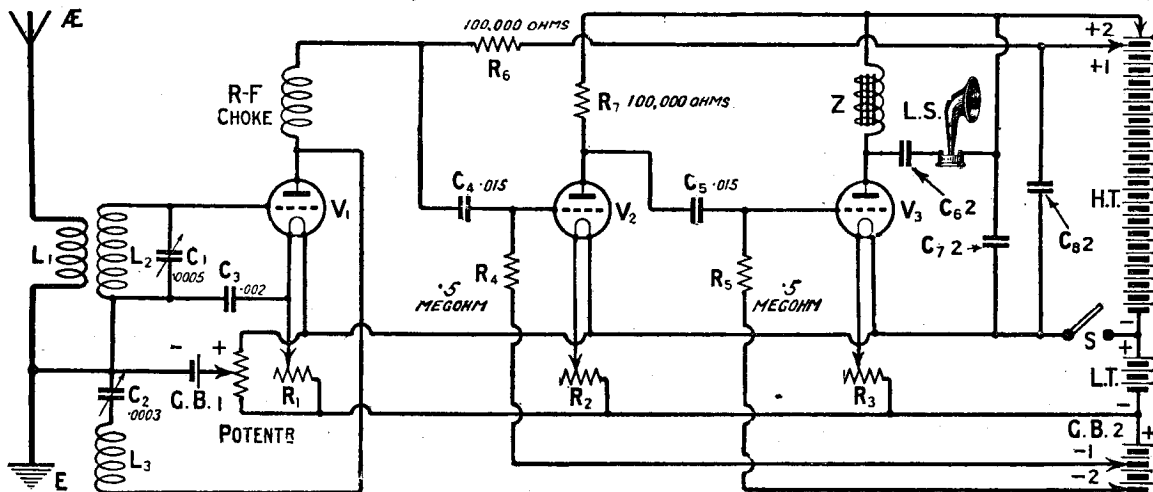 Æ
100,000 OHMS
R6
+2
+1
R-F
CHOKE
R7 100,000 OHMS
Z
L.S.
C4 .015
C5 .015
V1
V2
V3
C6 2
C7 2
C8 2
H.T.
L1
L2
C1
.0005
C3
.002
R4
.5
MEGOHM
R5
.5
MEGOHM
S
-
+
- +
G.B.1
R1
R2
R3
L.T.
-
C2
.0003
POTENTR
G.B.2
+
L3
-1
-2
E